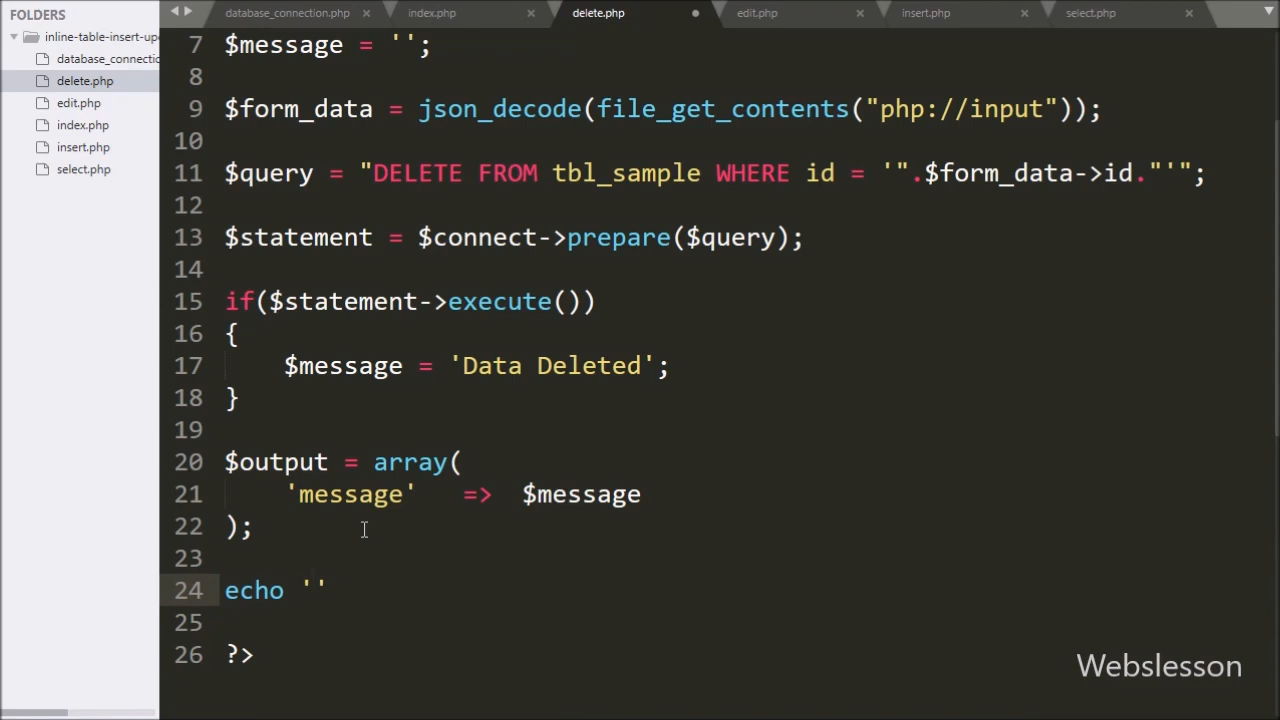 FOLDERS
inline-table-insert-up
database_connectio
delete.php
edit.php
index.php
insert.php
select.php
database_connection.php × index.php × delete.php ● edit.php × insert.php × select.php ×
7 $message = '';
8
9 $form_data = json_decode(file_get_contents("php://input"));
10
11 $query = "DELETE FROM tbl_sample WHERE id = '".$form_data->id."'";
12
13 $statement = $connect->prepare($query);
14
15 if($statement->execute())
16 {
17 $message = 'Data Deleted';
18 }
19
20 $output = array(
21 'message' => $message
22 );
23
24 echo ''
25
26 ?>
Webslesson